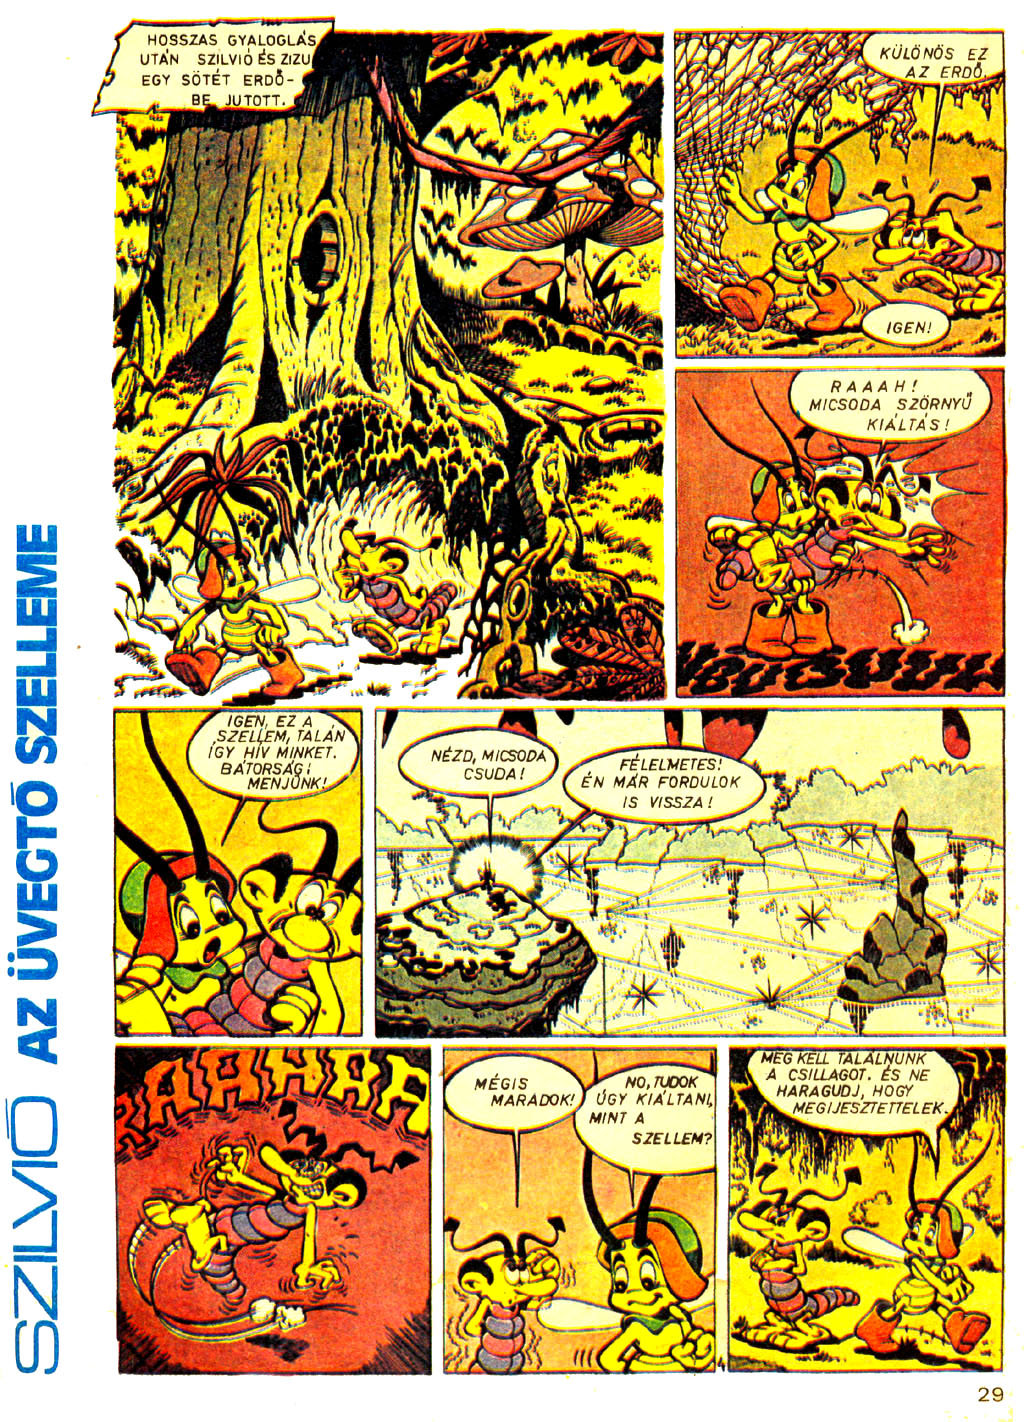 SZILVIÓ AZ ÜVEGTÓ SZELLEME
HOSSZAS GYALOGLÁS
UTÁN SZILVIÓ ÉS ZIZU
EGY SÖTÉT ERDŐ-
BE JUTOTT.
KÜLÖNÖS EZ
AZ ERDŐ.
IGEN!
RAAAH!
MICSODA SZÖRNYŰ
KIÁLTÁS!
IGEN, EZ A
SZELLEM, TALÁN
ÍGY HÍV MINKET.
BÁTORSÁG!
MENJÜNK!
NÉZD, MICSODA
CSUDA!
FÉLELMETES!
ÉN MÁR FORDULOK
IS VISSZA!
MÉGIS
MARADOK!
NO, TUDOK
ÚGY KIÁLTANI,
MINT A
SZELLEM?
MEG KELL TALÁLNUNK
A CSILLAGOT. ÉS NE
HARAGUDJ, HOGY
MEGIJESZTETTELEK.
4
29